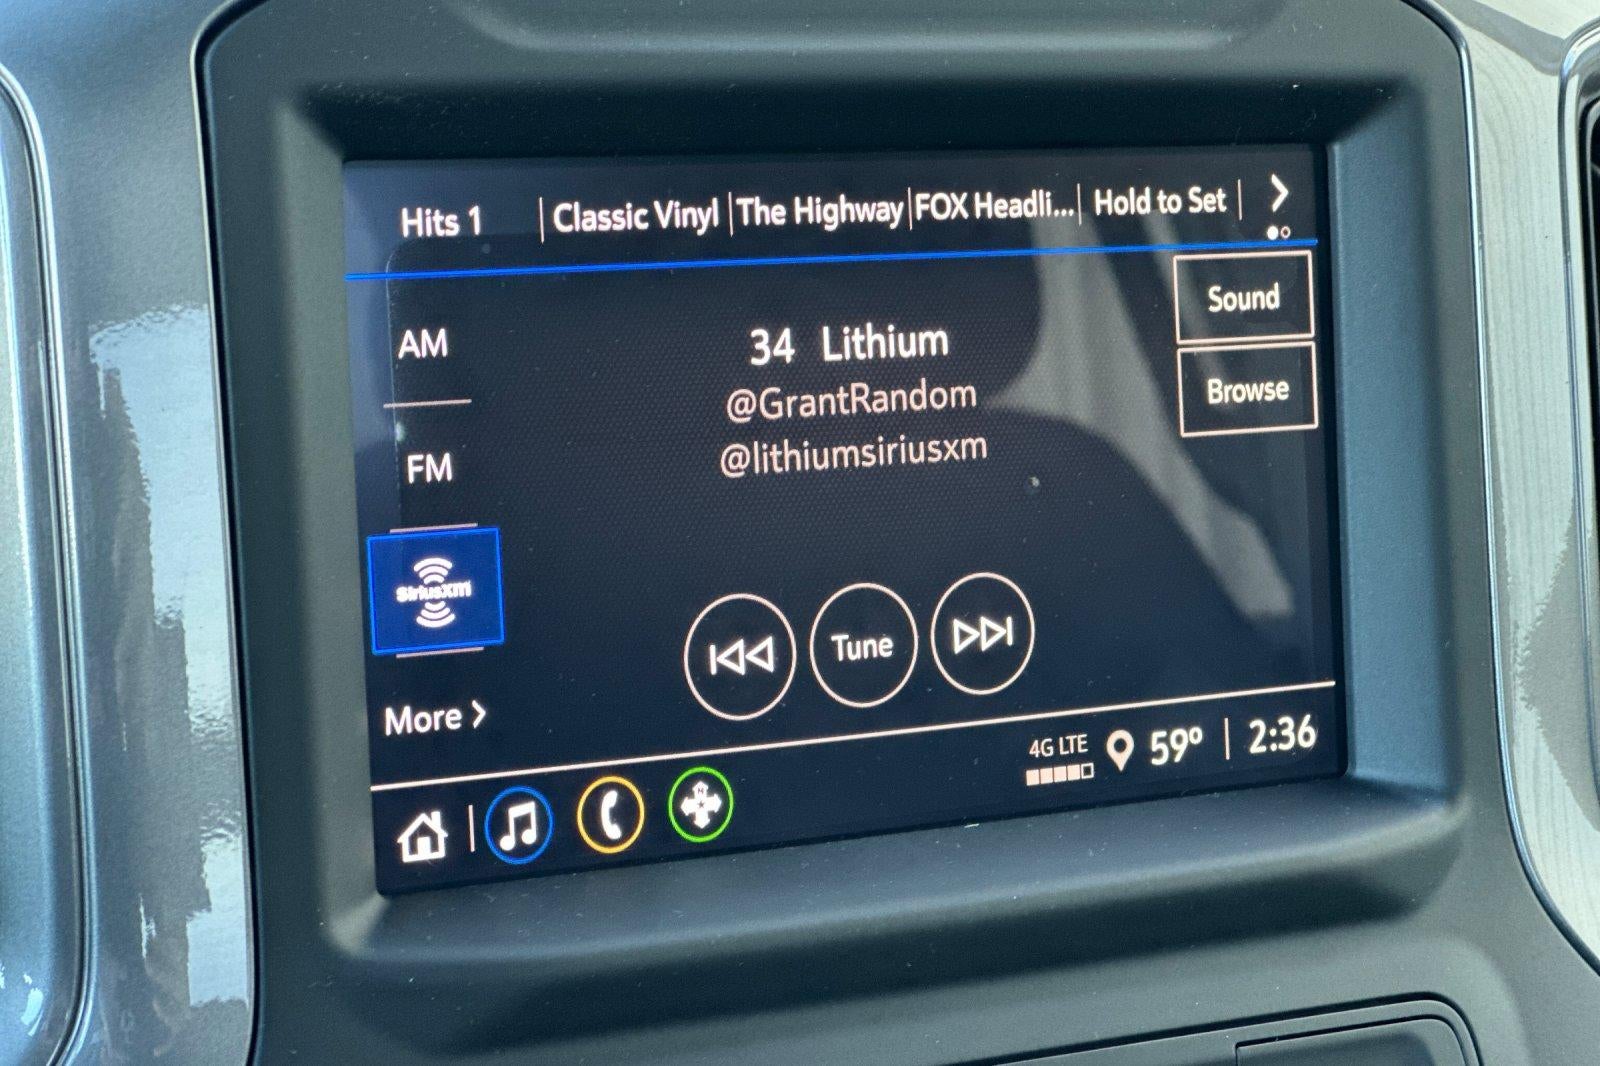 Hits 1 | Classic Vinyl | The Highway | FOX Headli... | Hold to Set |
Sound
AM
34 Lithium
@GrantRandom
Browse
FM
@lithiumsiriusxm
SiriusXM
Tune
More
4G LTE 59° | 2:36
N